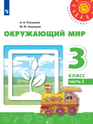 А. А. Плешаков
М. Ю. Новицкая
ОКРУЖАЮЩИЙ МИР
3
КЛАСС
ЧАСТЬ 2